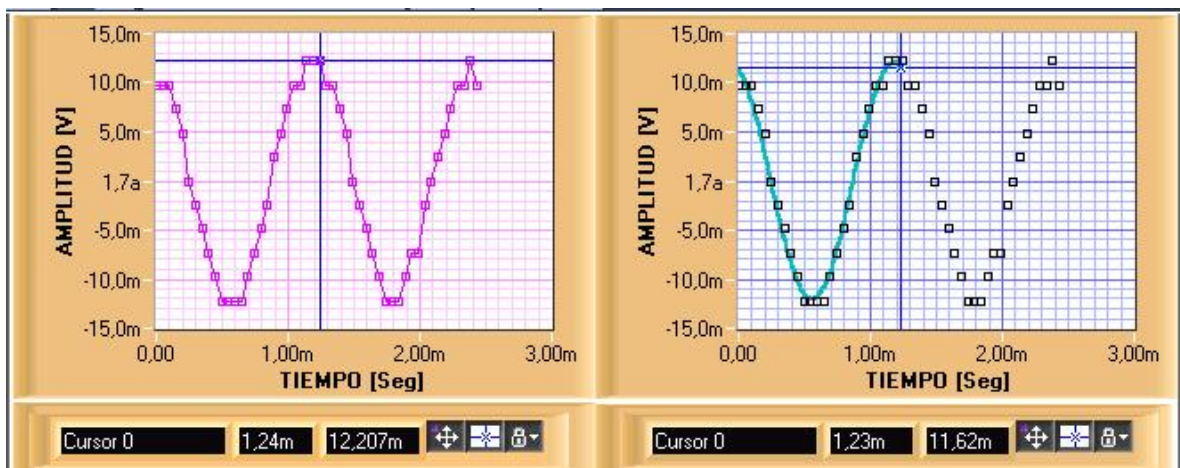 15,0m
10,0m
5,0m
1,7a
-5,0m
-10,0m
-15,0m
AMPLITUD [V]
0,00 1,00m 2,00m 3,00m
TIEMPO [Seg]
Cursor 0 1,24m 12,207m
15,0m
10,0m
5,0m
1,7a
-5,0m
-10,0m
-15,0m
AMPLITUD [V]
0,00 1,00m 2,00m 3,00m
TIEMPO [Seg]
Cursor 0 1,23m 11,62m